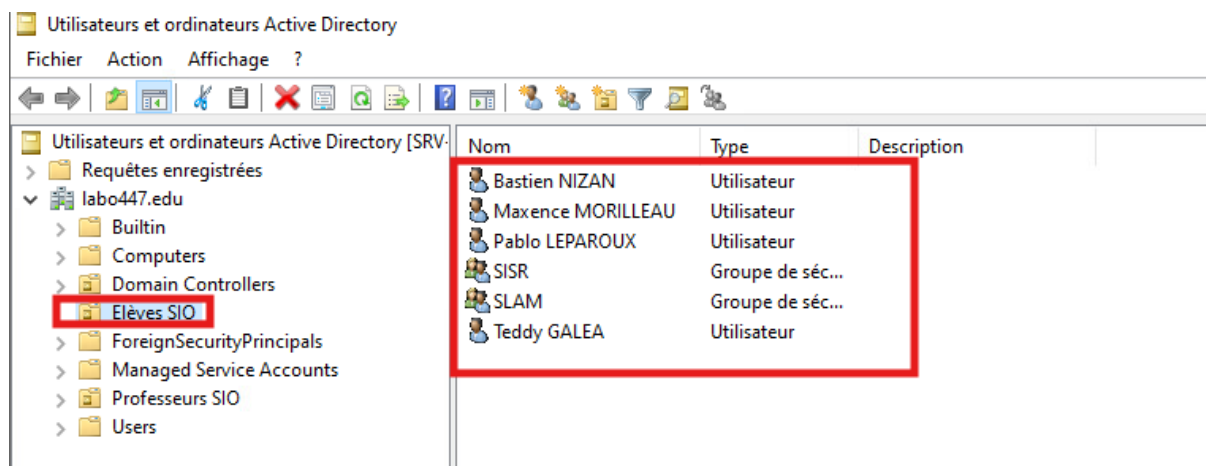 Utilisateurs et ordinateurs Active Directory
Fichier Action Affichage ?
Utilisateurs et ordinateurs Active Directory [SRV-
Requêtes enregistrées
labo447.edu
Builtin
Computers
Domain Controllers
Elèves SIO
ForeignSecurityPrincipals
Managed Service Accounts
Professeurs SIO
Users
Nom Type Description
Bastien NIZAN Utilisateur
Maxence MORILLEAU Utilisateur
Pablo LEPAROUX Utilisateur
SISR Groupe de séc...
SLAM Groupe de séc...
Teddy GALEA Utilisateur